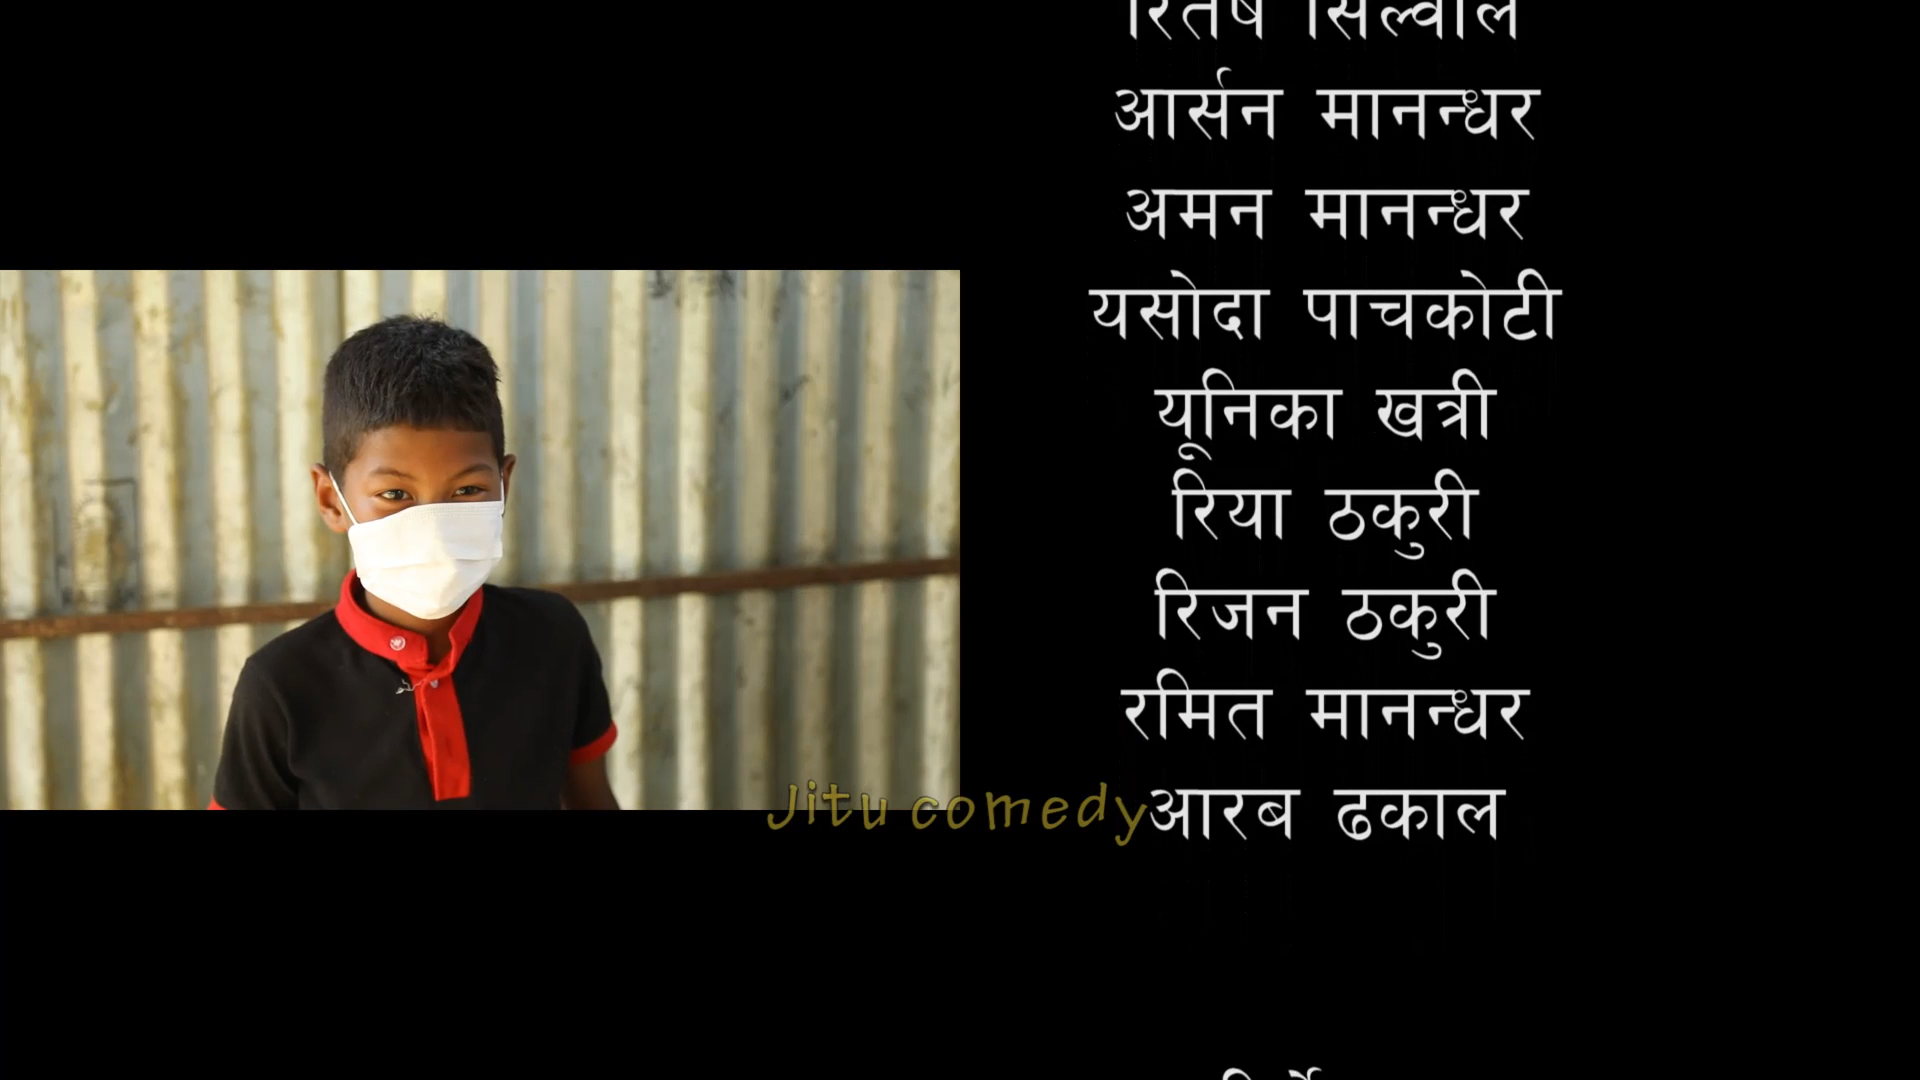 रितेष सिल्वाल
आर्सन मानन्धर
अमन मानन्धर
यसोदा पाचकोटी
यूनिका खत्री
रिया ठकुरी
रिजन ठकुरी
रमित मानन्धर
Jitu comedy
आरब ढकाल